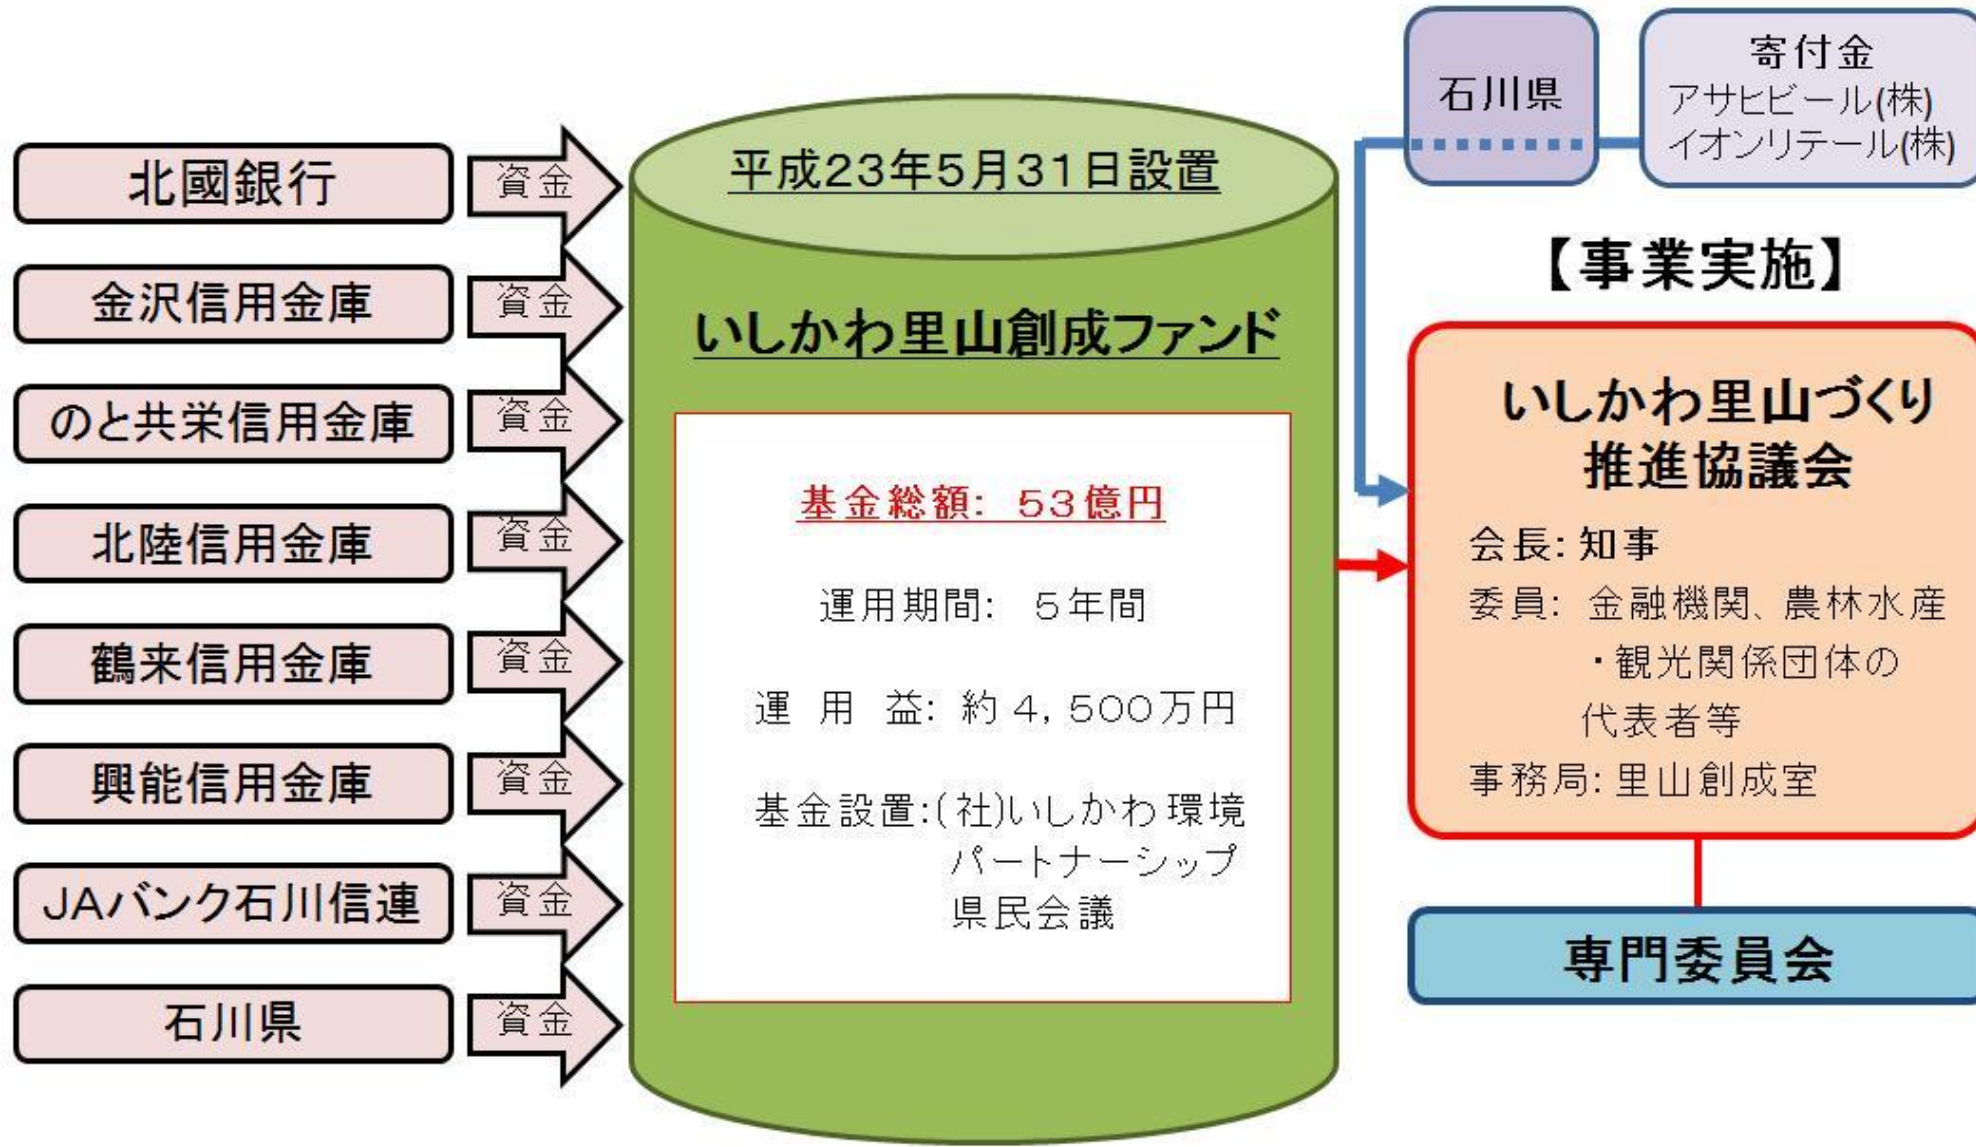 北國銀行
資金
金沢信用金庫
資金
のと共栄信用金庫
資金
北陸信用金庫
資金
鶴来信用金庫
資金
興能信用金庫
資金
JAバンク石川信連
資金
石川県
資金
平成23年5月31日設置
いしかわ里山創成ファンド
基金総額: 53億円
運用期間: 5年間
運 用 益: 約4,500万円
基金設置:(社)いしかわ環境
パートナーシップ
県民会議
石川県
寄付金
アサヒビール(株)
イオンリテール(株)
【事業実施】
いしかわ里山づくり
推進協議会
会長: 知事
委員: 金融機関、農林水産
・観光関係団体の
代表者等
事務局: 里山創成室
専門委員会